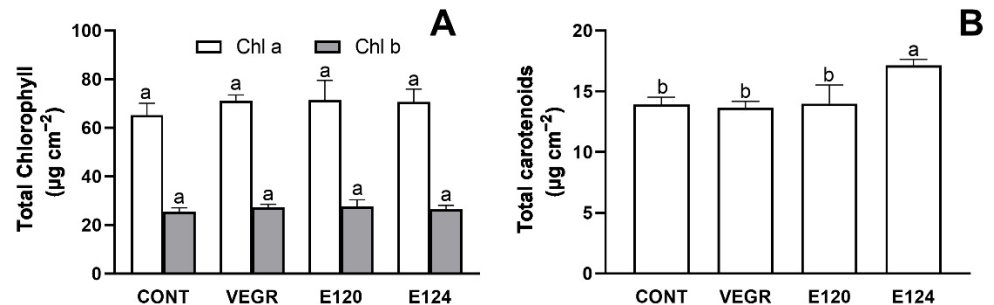 A
Total Chlorophyll
(µg cm⁻²)
100
80
60
40
20
0
Chl a
Chl b
a
a
a
a
a
a
a
a
CONT
VEGR
E120
E124
B
Total carotenoids
(µg cm⁻²)
20
15
10
5
0
b
b
b
a
CONT
VEGR
E120
E124